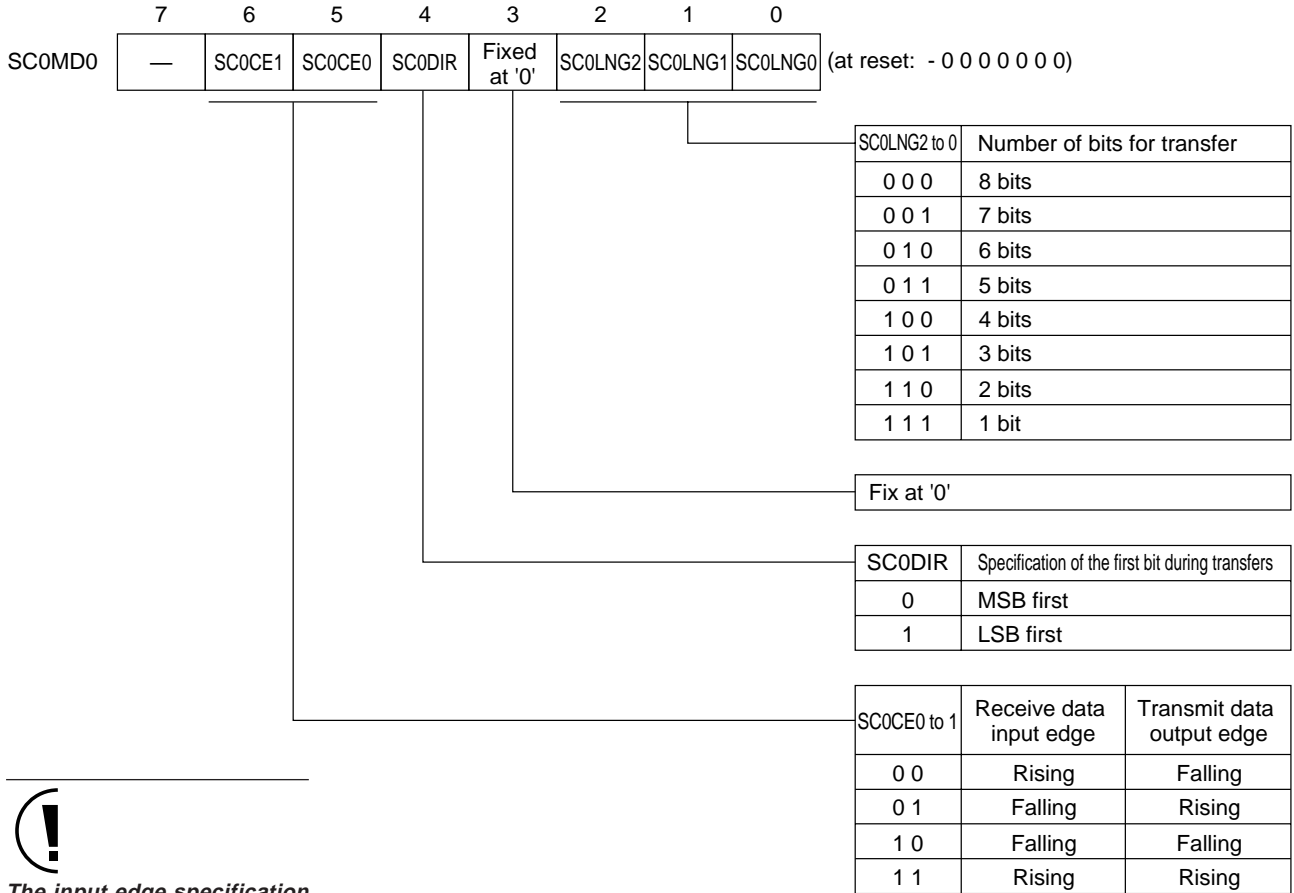 7 6 5 4 3 2 1 0
SC0MD0 — SC0CE1 SC0CE0 SC0DIR Fixed at '0' SC0LNG2 SC0LNG1 SC0LNG0 (at reset: - 0 0 0 0 0 0 0)
SC0LNG2 to 0 Number of bits for transfer
0 0 0 8 bits
0 0 1 7 bits
0 1 0 6 bits
0 1 1 5 bits
1 0 0 4 bits
1 0 1 3 bits
1 1 0 2 bits
1 1 1 1 bit
Fix at '0'
SC0DIR Specification of the first bit during transfers
0 MSB first
1 LSB first
SC0CE0 to 1 Receive data input edge Transmit data output edge
0 0 Rising Falling
0 1 Falling Rising
1 0 Falling Falling
1 1 Rising Rising
!
The input edge specification